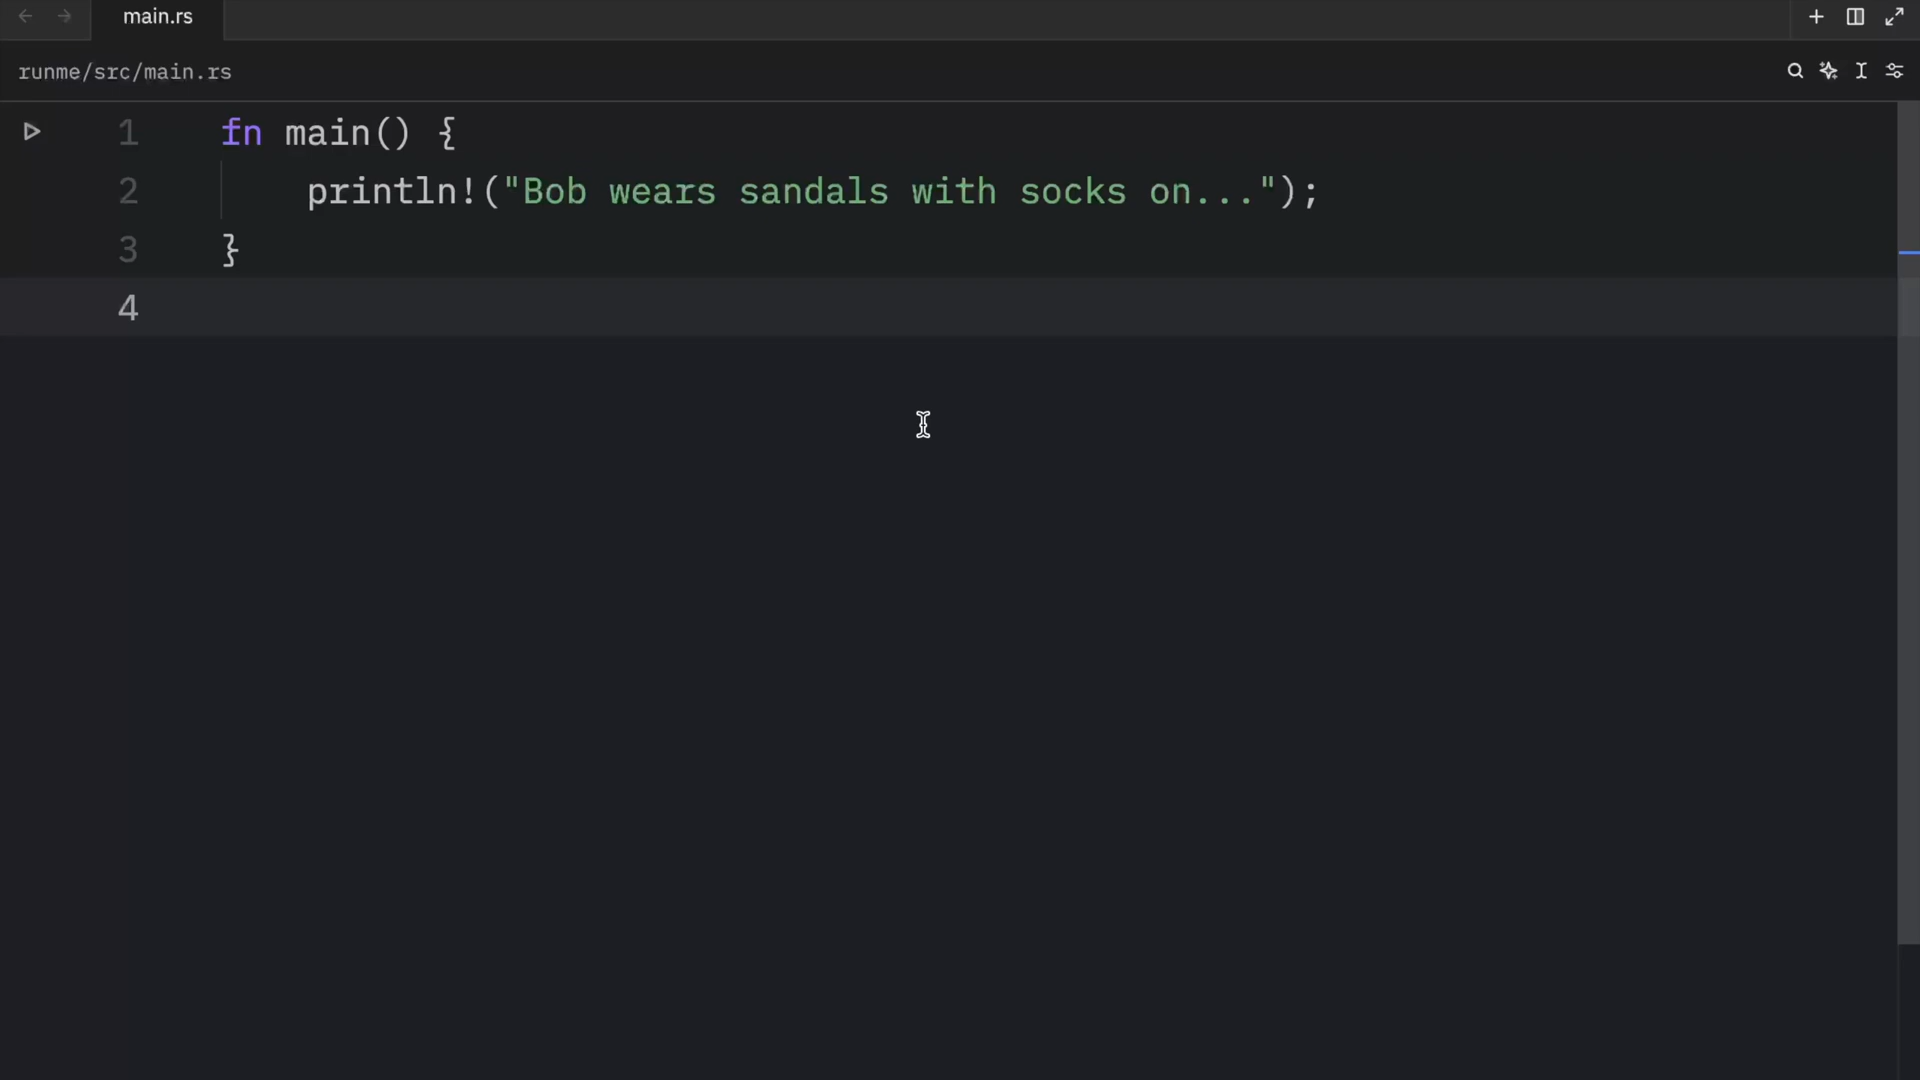 main.rs
runme/src/main.rs
1 fn main() {
2     println!("Bob wears sandals with socks on...");
3 }
4